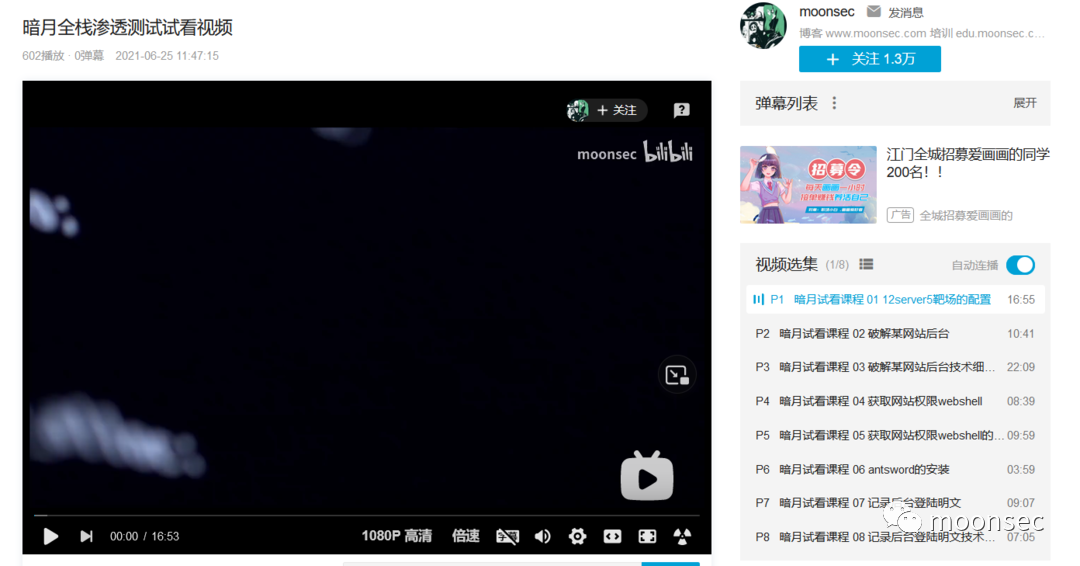 暗月全栈渗透测试试看视频
602播放 · 0弹幕 2021-06-25 11:47:15
+ 关注
moonsec bilibili
00:00 / 16:53
1080P 高清 倍速
moonsec 发消息
博客 www.moonsec.com 培训 edu.moonsec.c...
+ 关注 1.3万
弹幕列表 展开
招募令
每天画画一小时
江门全城招募爱画画的同学
200名！！
广告 全城招募爱画画的
视频选集 (1/8) 自动连播
P1 暗月试看课程 01 12server5靶场的配置 16:55
P2 暗月试看课程 02 破解某网站后台 10:41
P3 暗月试看课程 03 破解某网站后台技术细... 22:09
P4 暗月试看课程 04 获取网站权限webshell 08:39
P5 暗月试看课程 05 获取网站权限webshell的... 09:59
P6 暗月试看课程 06 antsword的安装 03:59
P7 暗月试看课程 07 记录后台登陆明文 09:07
P8 暗月试看课程 08 记录后台登陆明文技术... 07:05
moonsec